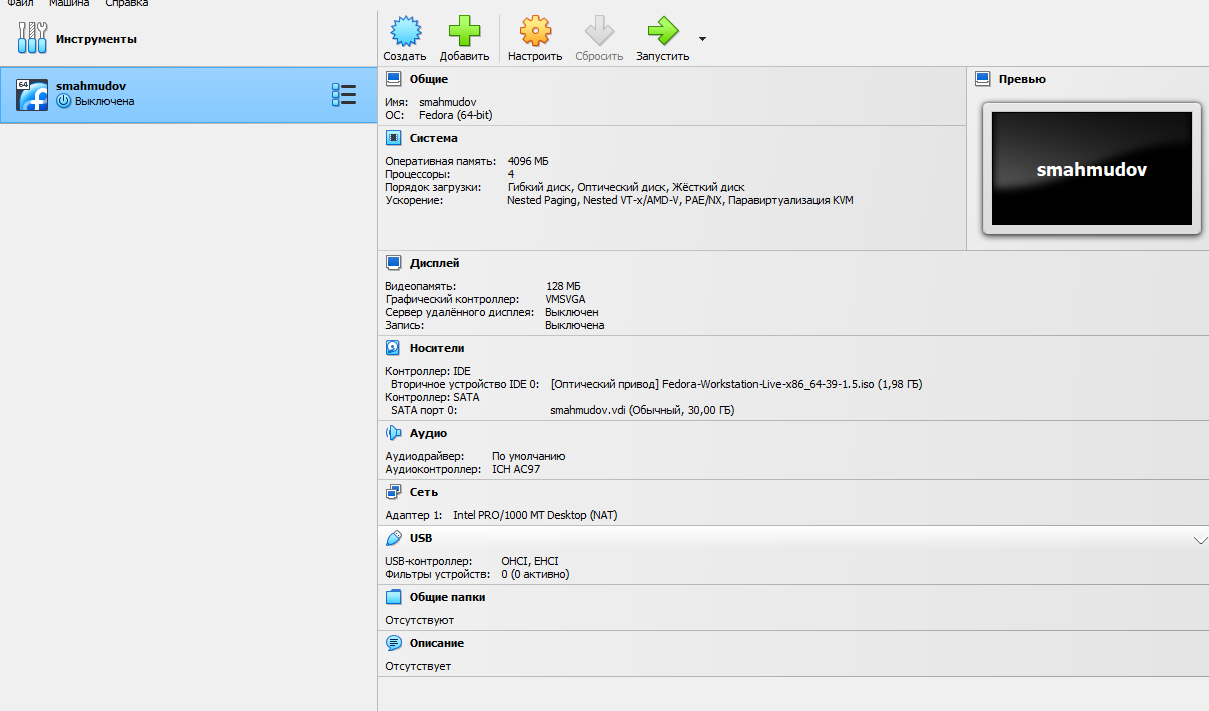 Файл Машина Справка
Инструменты
64
smahmudov
Выключена
Создать Добавить Настроить Сбросить Запустить
Общие
Имя: smahmudov
ОС: Fedora (64-bit)
Превью
smahmudov
Система
Оперативная память: 4096 МБ
Процессоры: 4
Порядок загрузки: Гибкий диск, Оптический диск, Жёсткий диск
Ускорение: Nested Paging, Nested VT-x/AMD-V, PAE/NX, Паравиртуализация KVM
Дисплей
Видеопамять: 128 МБ
Графический контроллер: VMSVGA
Сервер удалённого дисплея: Выключен
Запись: Выключена
Носители
Контроллер: IDE
Вторичное устройство IDE 0: [Оптический привод] Fedora-Workstation-Live-x86_64-39-1.5.iso (1,98 ГБ)
Контроллер: SATA
SATA порт 0: smahmudov.vdi (Обычный, 30,00 ГБ)
Аудио
Аудиодрайвер: По умолчанию
Аудиоконтроллер: ICH AC97
Сеть
Адаптер 1: Intel PRO/1000 MT Desktop (NAT)
USB
USB-контроллер: OHCI, EHCI
Фильтры устройств: 0 (0 активно)
Общие папки
Отсутствуют
Описание
Отсутствует